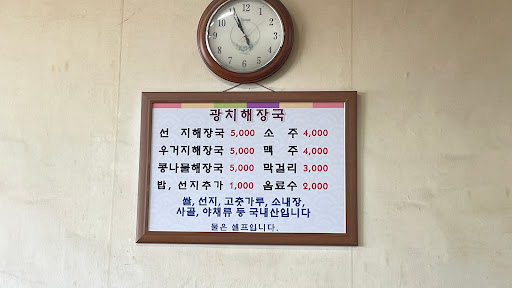 광치해장국
선 지해장국 5,000 소 주 4,000
우거지해장국 5,000 맥 주 4,000
콩나물해장국 5,000 막걸리 3,000
밥, 선지추가 1,000 음료수 2,000
쌀, 선지, 고춧가루, 소내장,
사골, 야채류 등 국내산입니다
물은 셀프입니다.